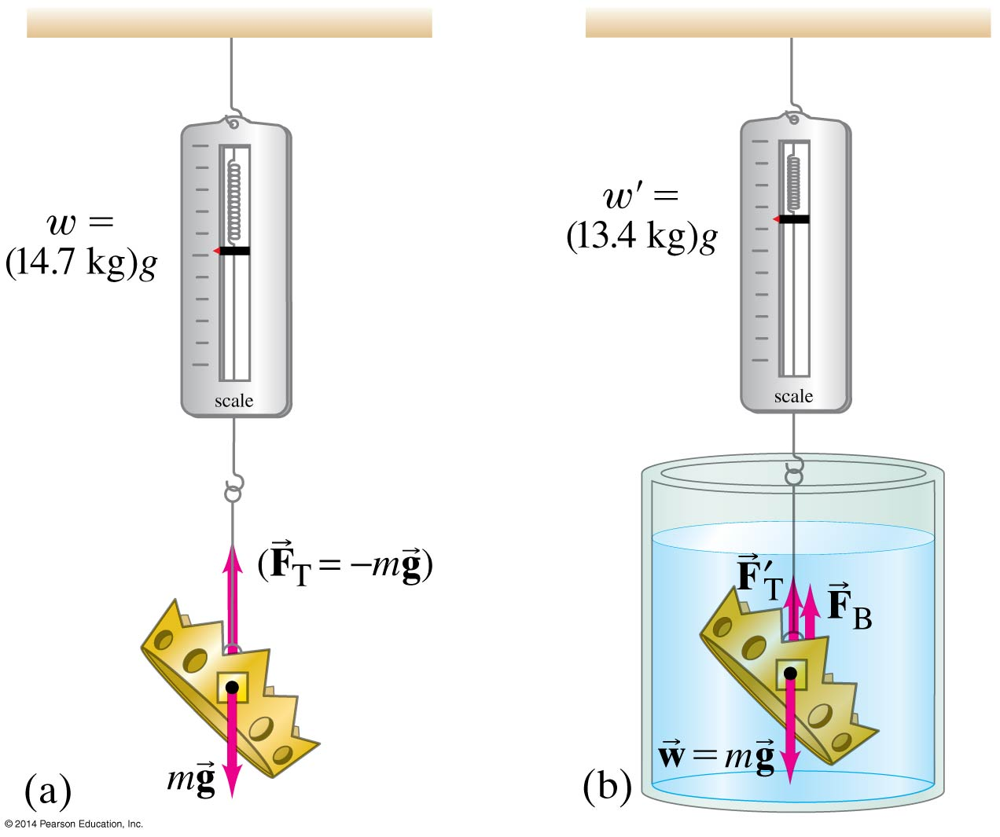 w =
(14.7 kg)g
scale
(F⃗T = −mg⃗)
mg⃗
(a)
w′ =
(13.4 kg)g
scale
F⃗′T
F⃗B
w⃗ = mg⃗
(b)
© 2014 Pearson Education, Inc.